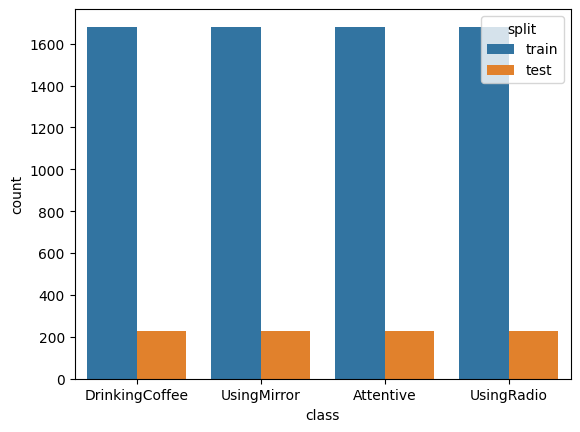 split
train
test
1600
1400
1200
1000
800
600
400
200
0
count
DrinkingCoffee UsingMirror Attentive UsingRadio
class